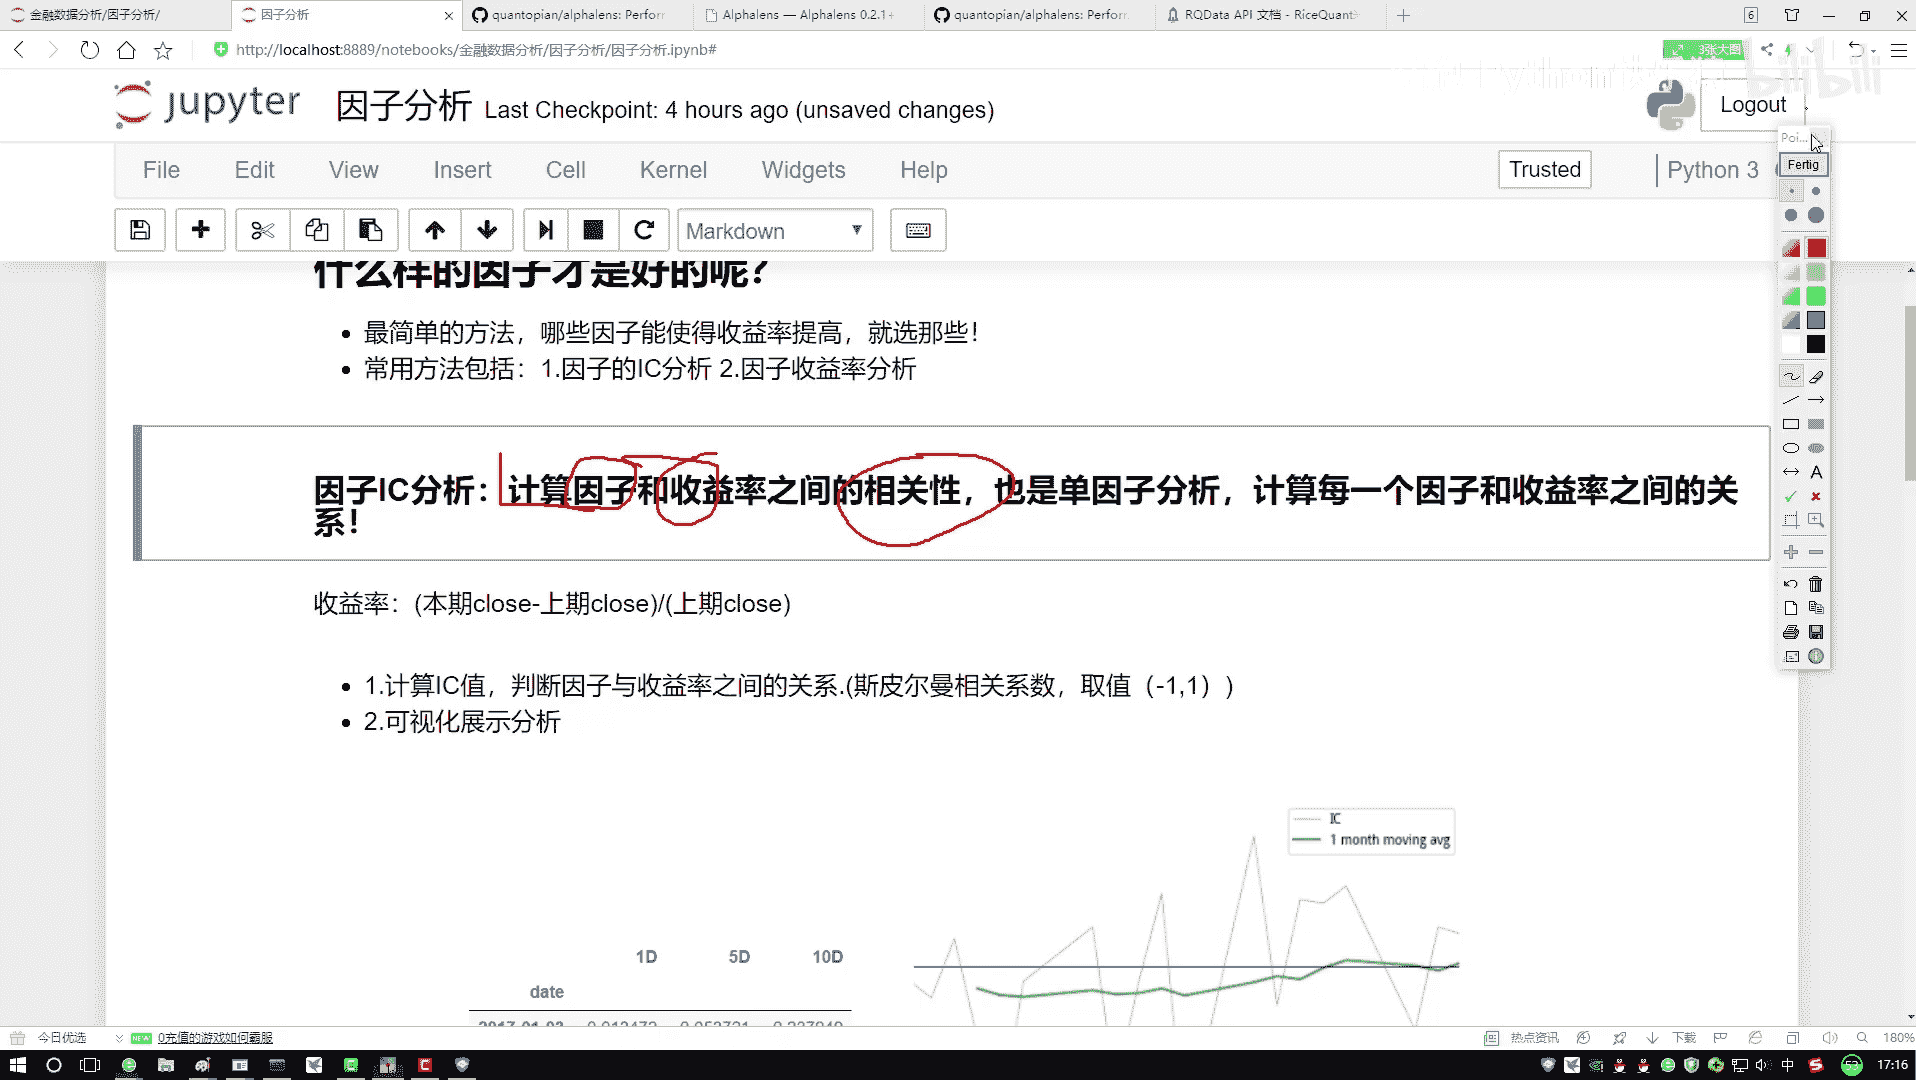 金融数据分析/因子分析/
因子分析
quantopian/alphalens: Perforr
Alphalens — Alphalens 0.2.1+
quantopian/alphalens: Perforr
RQData API 文档 - RiceQuant
6
http://localhost:8889/notebooks/金融数据分析/因子分析/因子分析.ipynb#
3张大图
bilibili
jupyter
因子分析 Last Checkpoint: 4 hours ago (unsaved changes)
Logout
Poi...
Fertig
File Edit View Insert Cell Kernel Widgets Help
Trusted
Python 3
Markdown
什么样的因子才是好的呢？
最简单的方法，哪些因子能使得收益率提高，就选那些！
常用方法包括：1.因子的IC分析 2.因子收益率分析
因子IC分析：计算因子和收益率之间的相关性，也是单因子分析，计算每一个因子和收益率之间的关
系！
收益率：(本期close-上期close)/(上期close)
1.计算IC值，判断因子与收益率之间的关系.(斯皮尔曼相关系数，取值（-1,1））
2.可视化展示分析
IC
1 month moving avg
1D 5D 10D
date
今日优选
NEW
0充值的游戏如何霸服
热点资讯
下载
180%
中
53
17:16